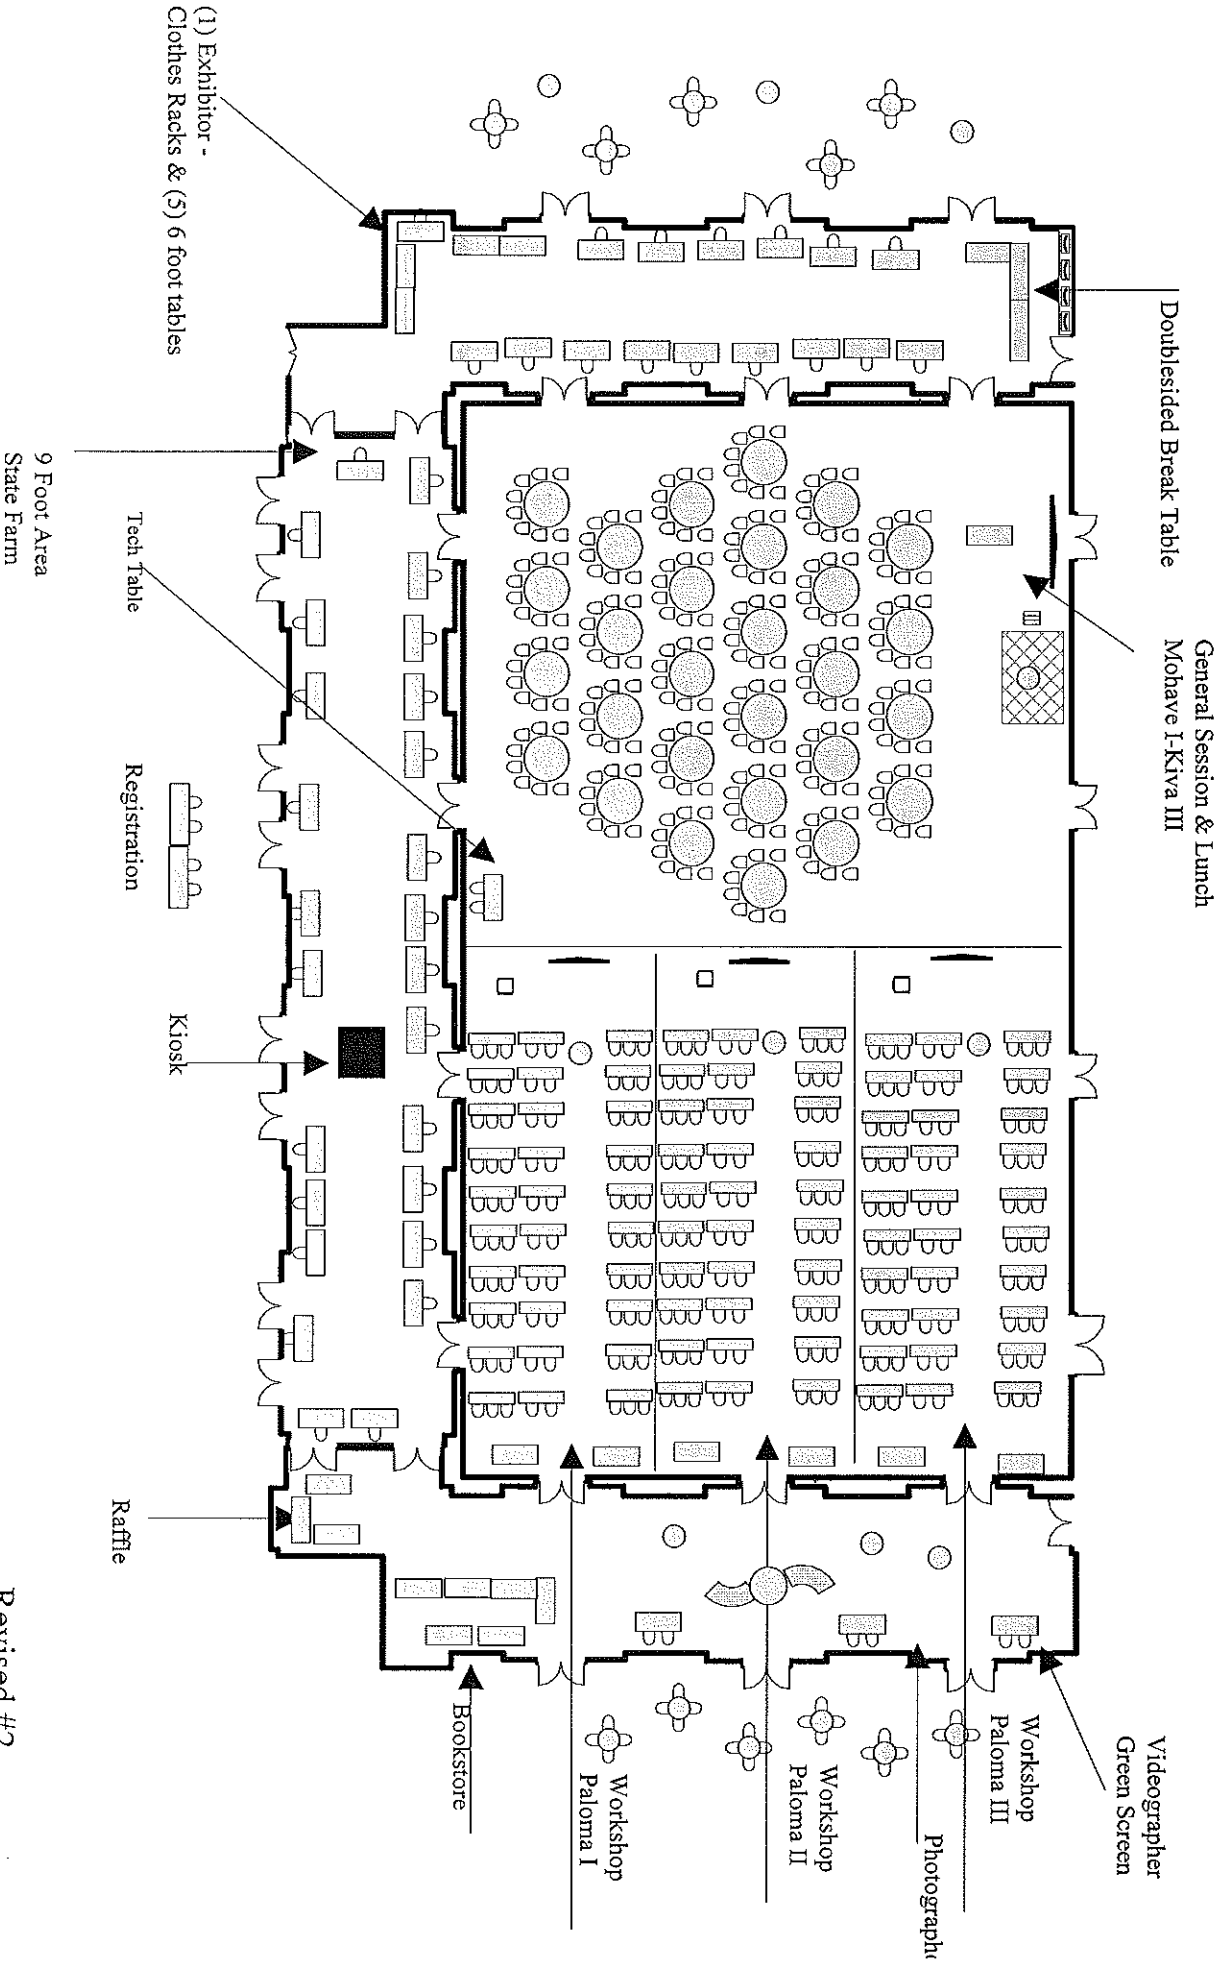 General Session & Lunch
Mohave I-Kiva III
Doublesided Break Table
(1) Exhibitor -
Clothes Racks & (5) 6 foot tables
9 Foot Area
State Farm
Tech Table
Registration
Kiosk
Raffle
Bookstore
Workshop
Paloma I
Workshop
Paloma II
Workshop
Paloma III
Photographe
Videographer
Green Screen
Revised #2